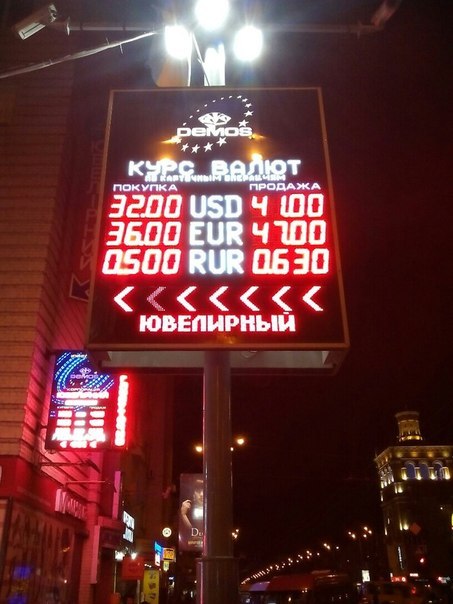 DEMOS
КУРС ВАЛЮТ
ПО КАРТОЧНЫМ ОПЕРАЦИЯМ
ПОКУПКА ПРОДАЖА
32.00 USD 41.00
36.00 EUR 47.00
0.500 RUR 0.630
ЮВЕЛИРНЫЙ
DEMOS